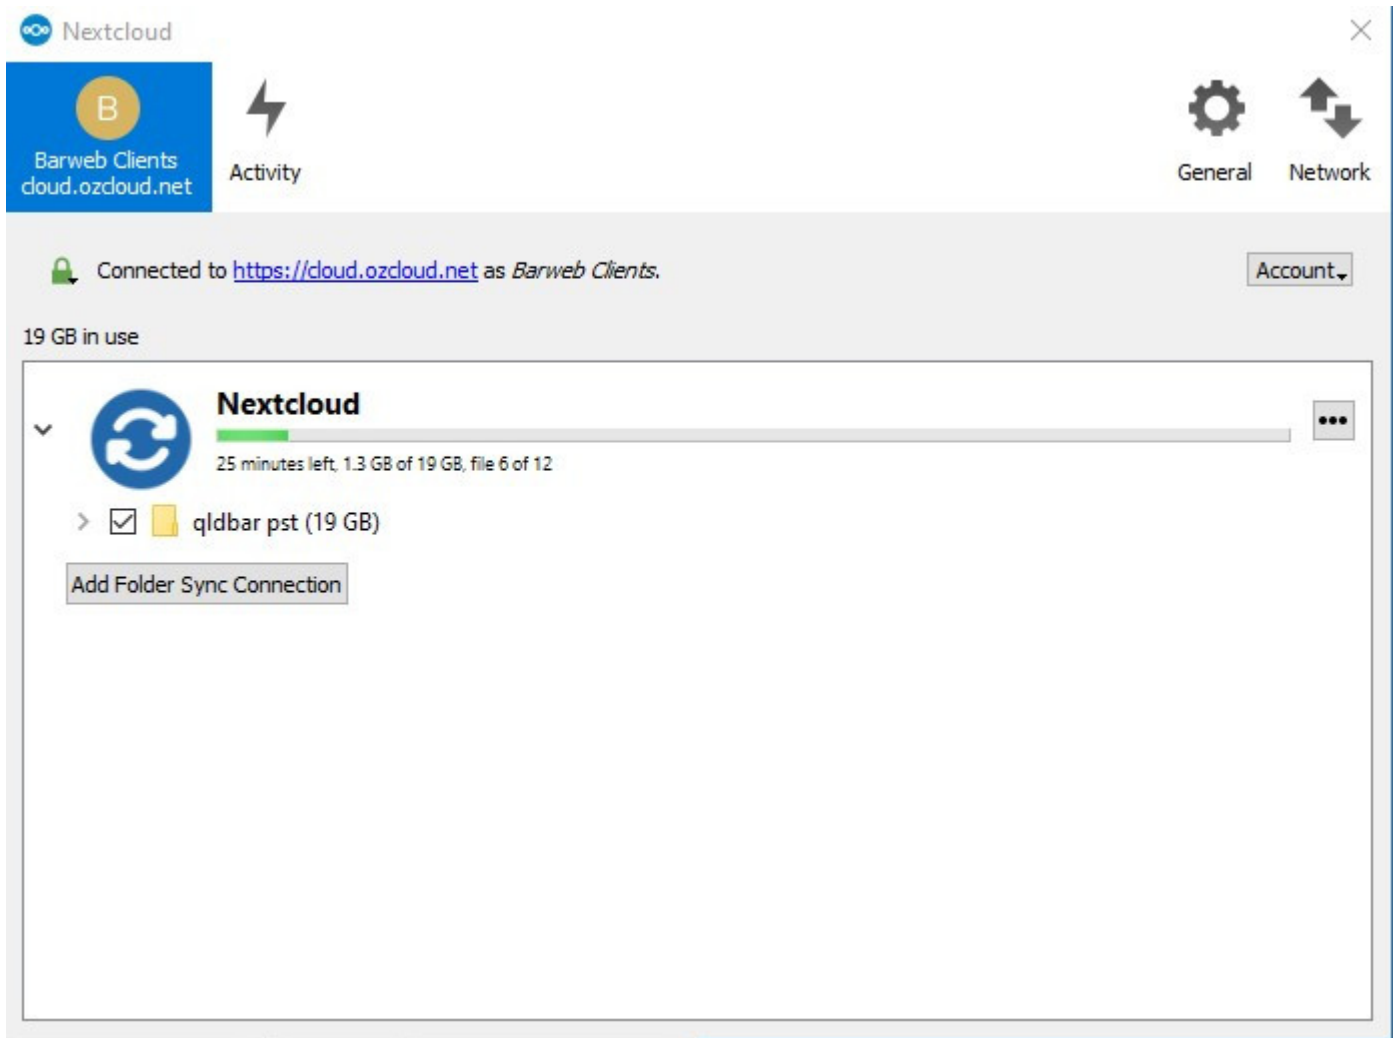 Nextcloud
B
Barweb Clients
cloud.ozcloud.net
Activity
General
Network
Connected to https://cloud.ozcloud.net as Barweb Clients.
Account
19 GB in use
Nextcloud
25 minutes left, 1.3 GB of 19 GB, file 6 of 12
qldbar pst (19 GB)
Add Folder Sync Connection